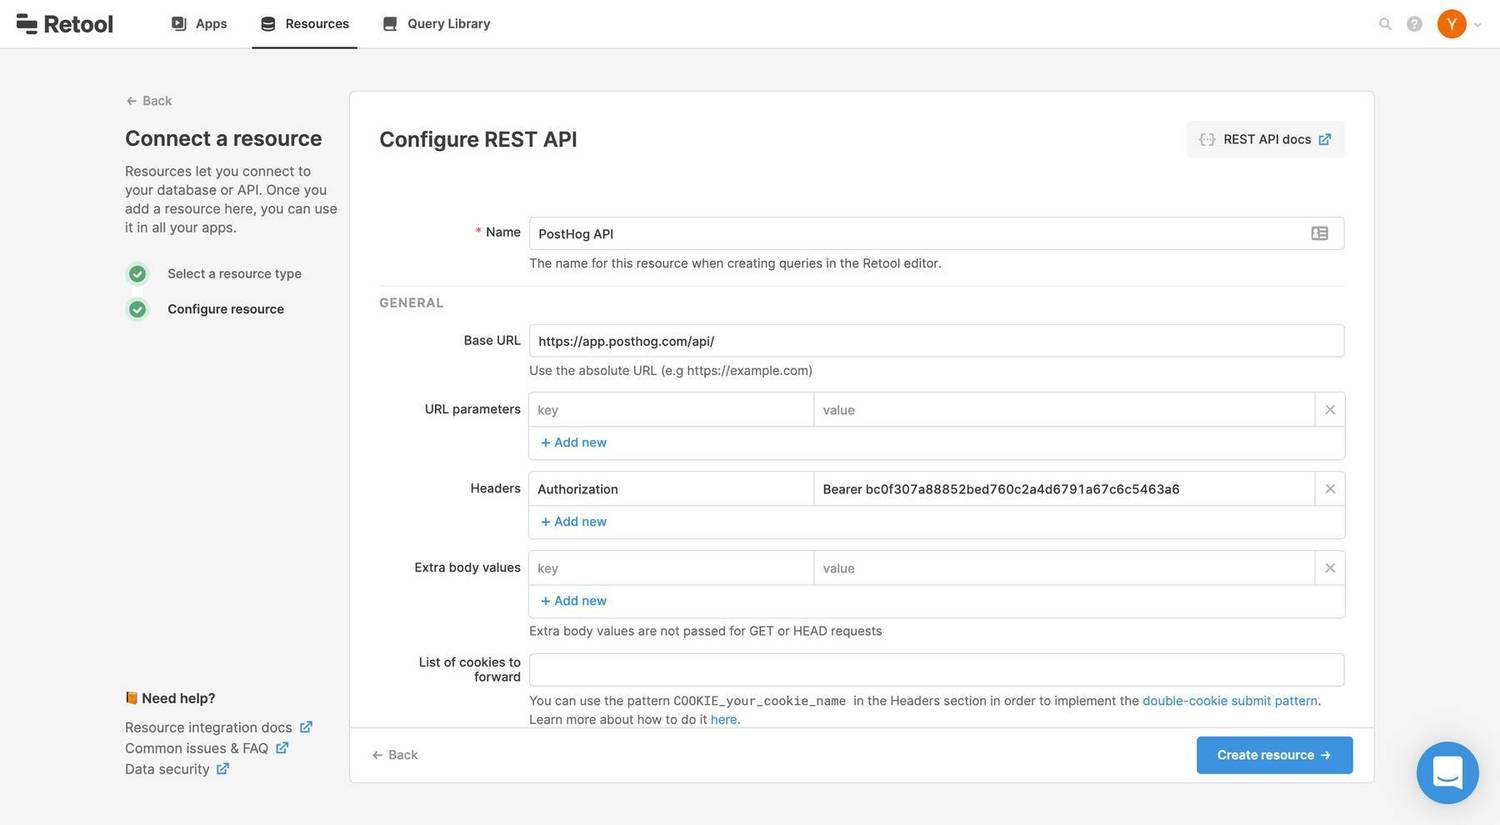 Retool
Apps
Resources
Query Library
Y
← Back
Connect a resource
Resources let you connect to
your database or API. Once you
add a resource here, you can use
it in all your apps.
Select a resource type
Configure resource
Need help?
Resource integration docs
Common issues & FAQ
Data security
Configure REST API
REST API docs
* Name
PostHog API
The name for this resource when creating queries in the Retool editor.
GENERAL
Base URL
https://app.posthog.com/api/
Use the absolute URL (e.g https://example.com)
URL parameters
key
value
+ Add new
Headers
Authorization
Bearer bc0f307a88852bed760c2a4d6791a67c6c5463a6
+ Add new
Extra body values
key
value
+ Add new
Extra body values are not passed for GET or HEAD requests
List of cookies to
forward
You can use the pattern COOKIE_your_cookie_name in the Headers section in order to implement the double-cookie submit pattern.
Learn more about how to do it here.
← Back
Create resource →